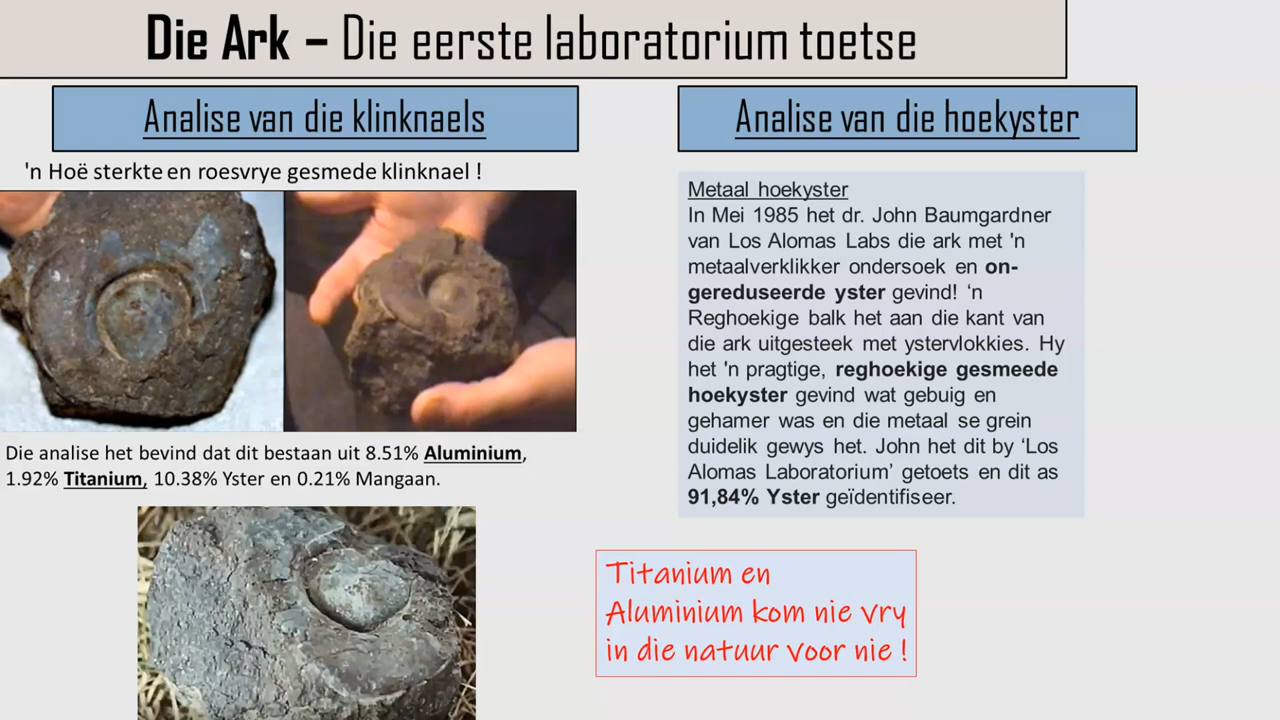 Die Ark – Die eerste laboratorium toetse
Analise van die klinknaels
'n Hoë sterkte en roesvrye gesmede klinknael !
Die analise het bevind dat dit bestaan uit 8.51% Aluminium,
1.92% Titanium, 10.38% Yster en 0.21% Mangaan.
Analise van die hoekyster
Metaal hoekyster
In Mei 1985 het dr. John Baumgardner
van Los Alomas Labs die ark met 'n
metaalverklikker ondersoek en on-
gereduseerde yster gevind! ‘n
Reghoekige balk het aan die kant van
die ark uitgesteek met ystervlokkies. Hy
het 'n pragtige, reghoekige gesmeede
hoekyster gevind wat gebuig en
gehamer was en die metaal se grein
duidelik gewys het. John het dit by ‘Los
Alomas Laboratorium’ getoets en dit as
91,84% Yster geïdentifiseer.
Titanium en
Aluminium kom nie vry
in die natuur voor nie !